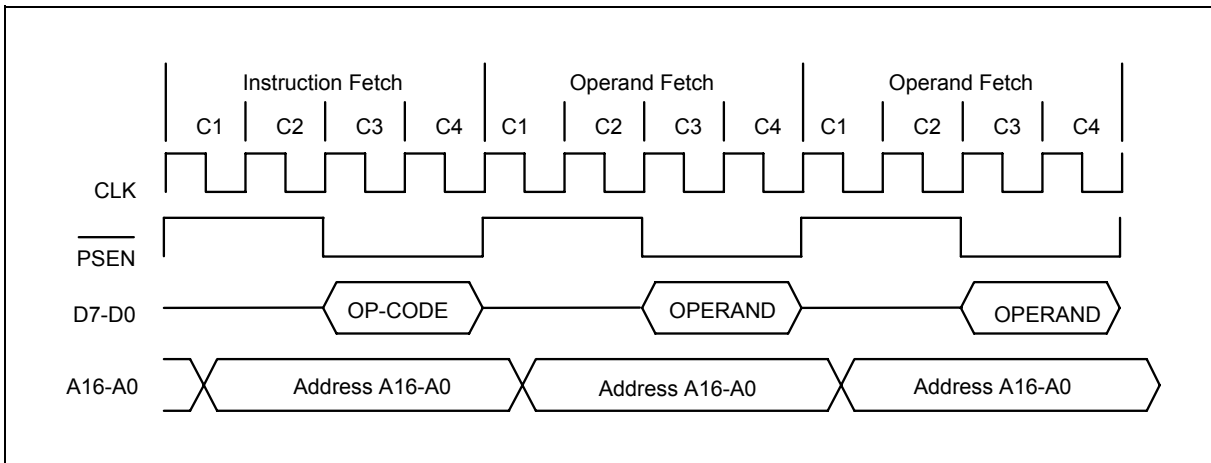 Instruction Fetch Operand Fetch Operand Fetch
C1 C2 C3 C4 C1 C2 C3 C4 C1 C2 C3 C4
CLK
PSEN
D7-D0 OP-CODE OPERAND OPERAND
A16-A0 Address A16-A0 Address A16-A0 Address A16-A0